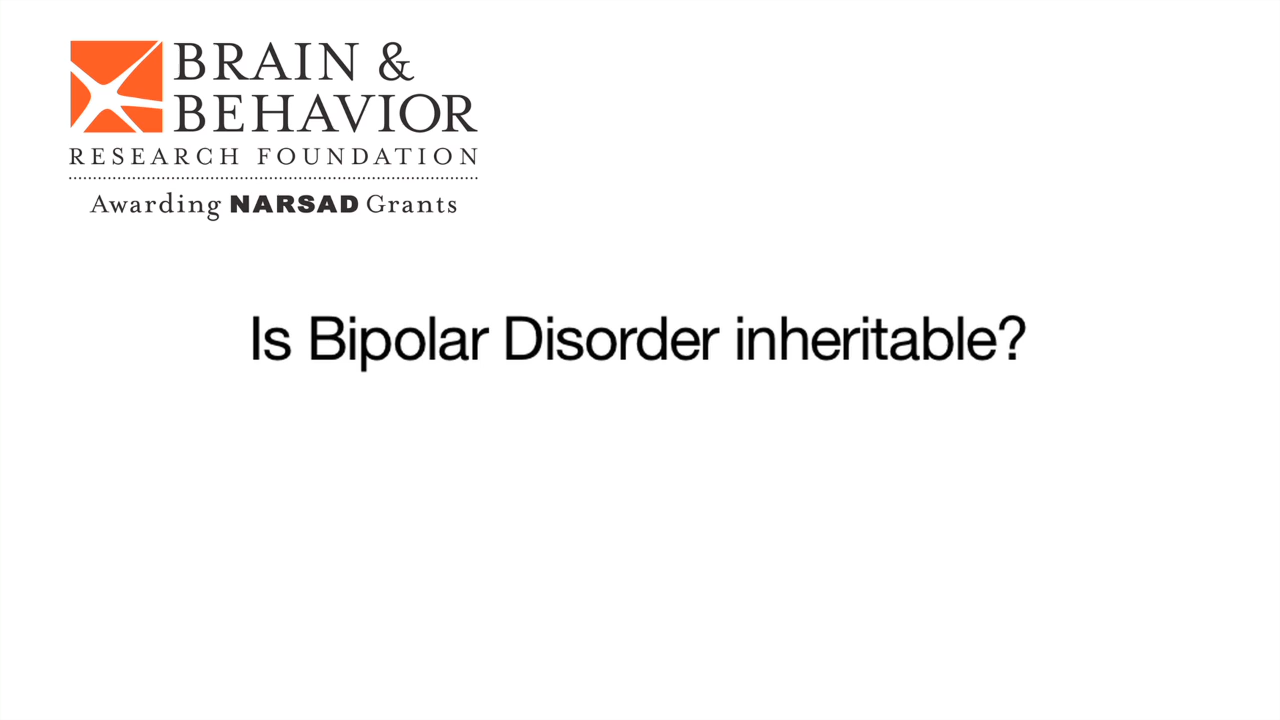 BRAIN &
BEHAVIOR
RESEARCH FOUNDATION
Awarding NARSAD Grants
Is Bipolar Disorder inheritable?